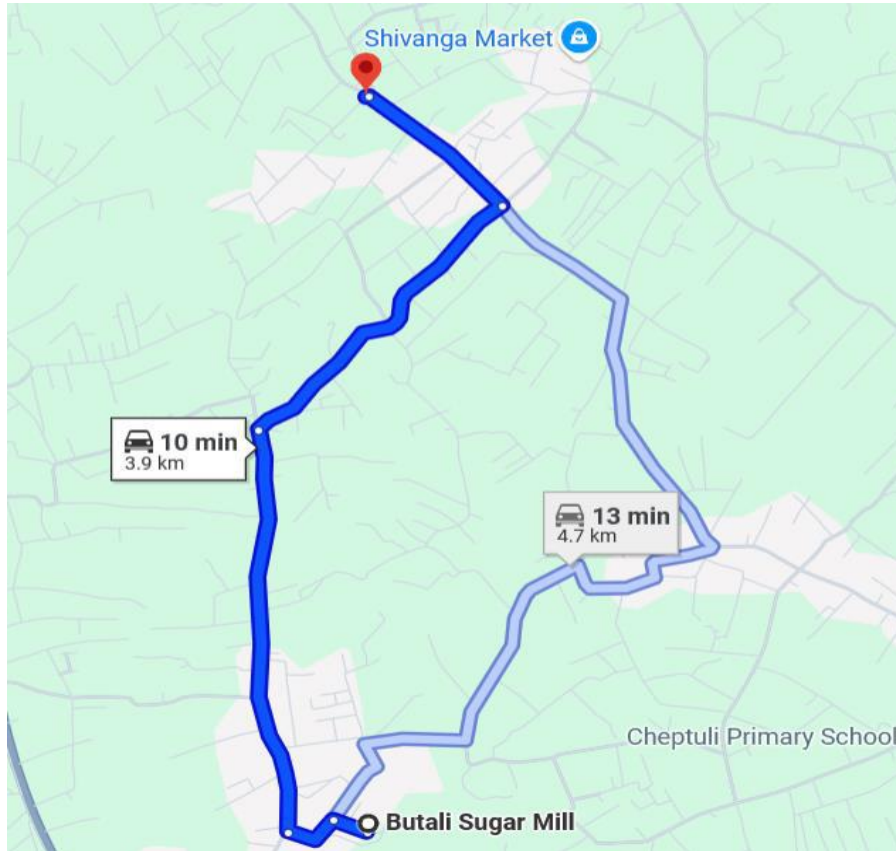 Shivanga Market
10 min
3.9 km
13 min
4.7 km
Cheptuli Primary School
Butali Sugar Mill